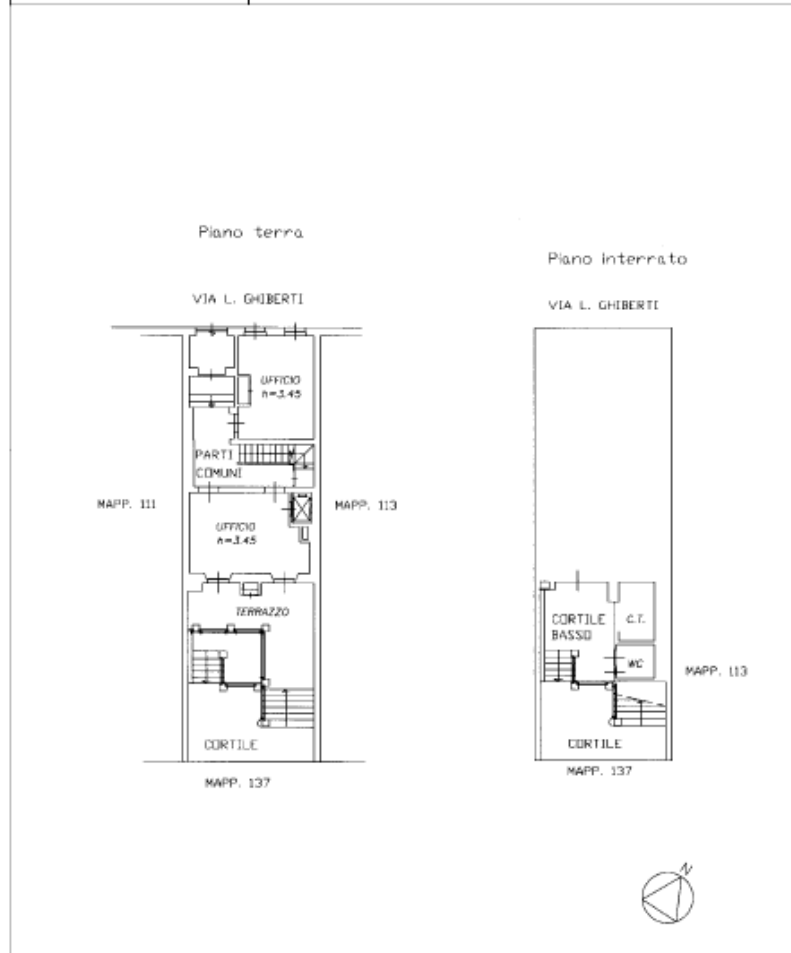 Piano terra
VIA L. GHIBERTI
UFFICIO
h=3.45
PARTI
COMUNI
MAPP. 111
MAPP. 113
UFFICIO
h=3.45
TERRAZZO
CORTILE
MAPP. 137
Piano interrato
VIA L. GHIBERTI
CORTILE
BASSO
C.T.
WC
MAPP. 113
CORTILE
MAPP. 137
N